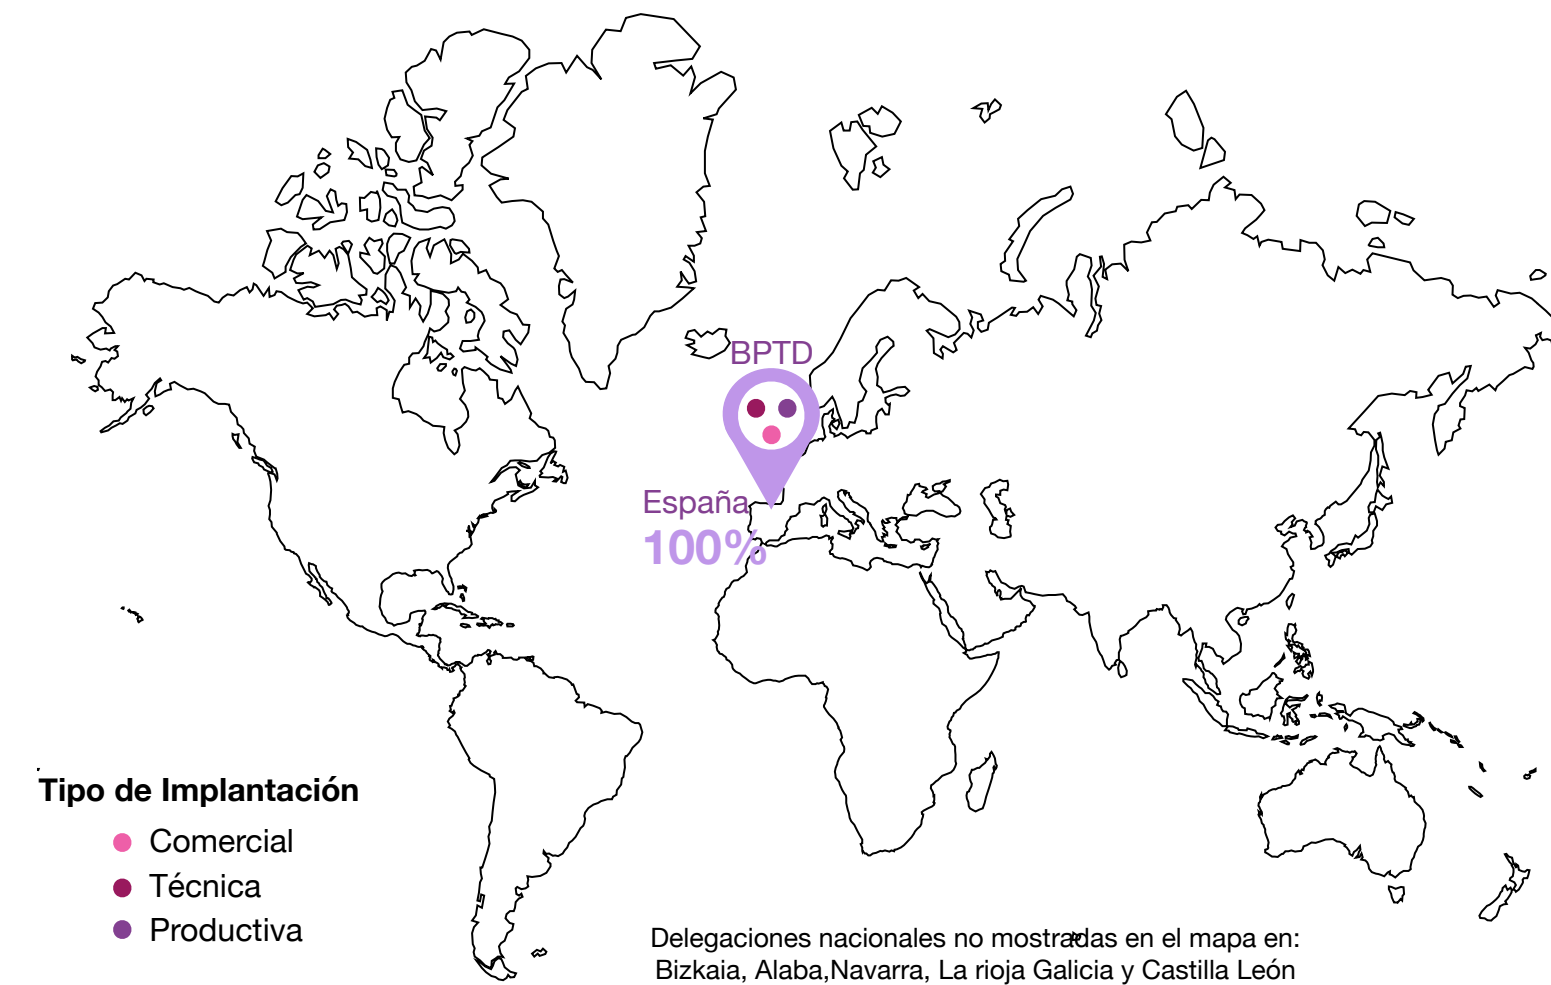 BPTD
España
100%
Tipo de Implantación
Comercial
Técnica
Productiva
Delegaciones nacionales no mostradas en el mapa en:
Bizkaia, Alaba,Navarra, La rioja Galicia y Castilla León